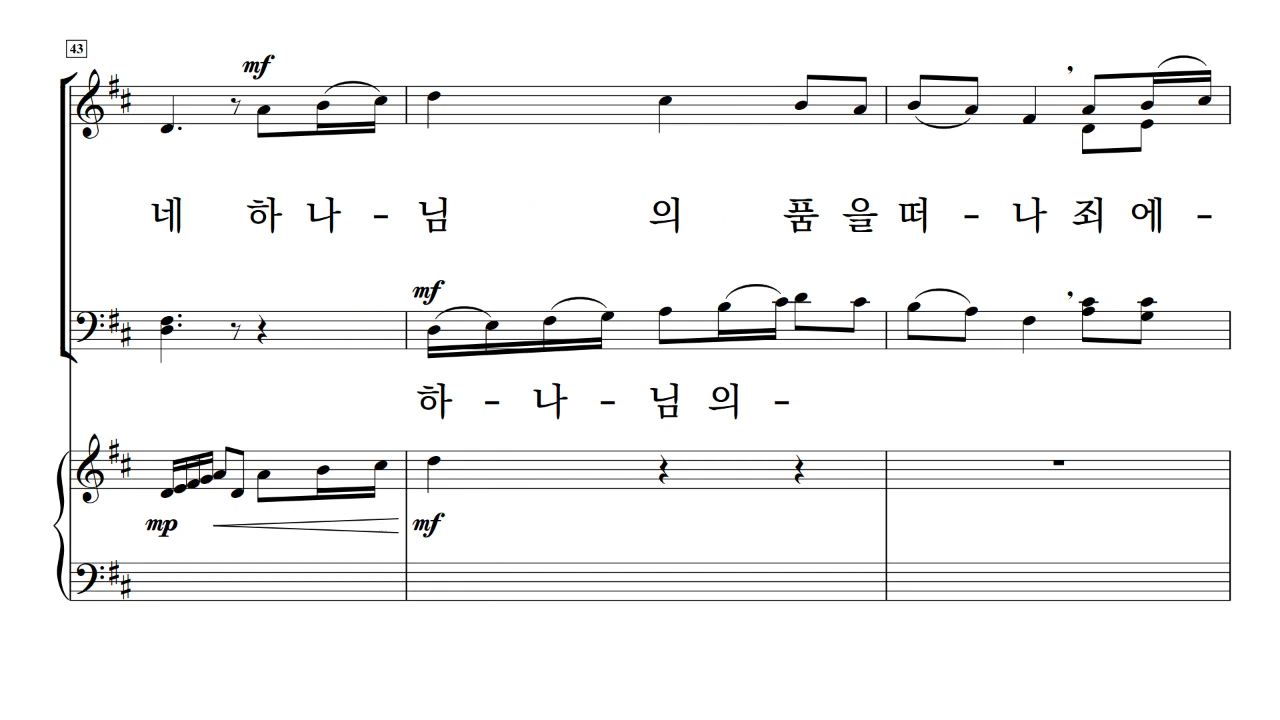 43
mf
네 하 나 - 님 의 품 을 떠 - 나 죄 에 -
mf
하 - 나 - 님 의 -
mp mf